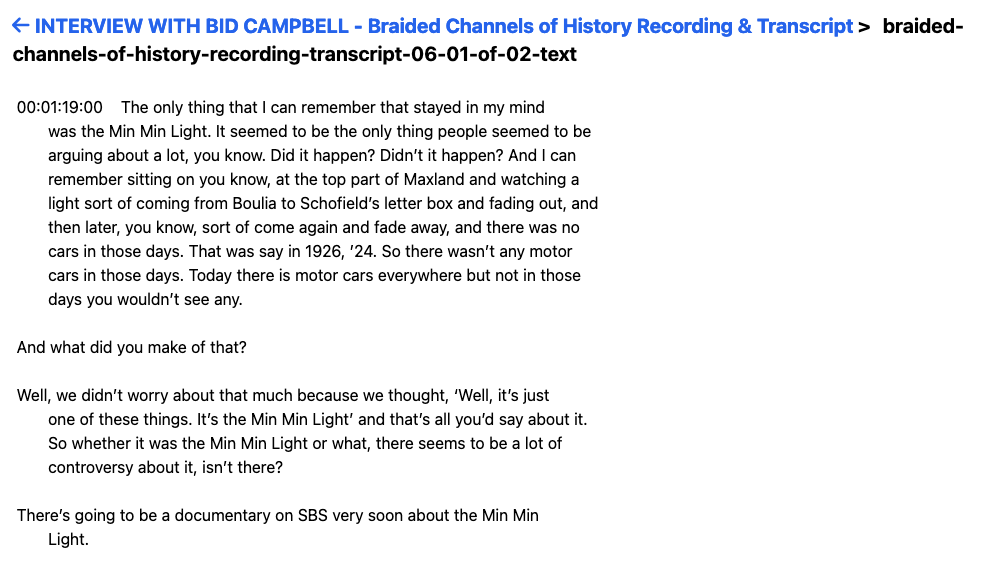 ← INTERVIEW WITH BID CAMPBELL - Braided Channels of History Recording & Transcript > braided-
channels-of-history-recording-transcript-06-01-of-02-text
00:01:19:00 The only thing that I can remember that stayed in my mind
was the Min Min Light. It seemed to be the only thing people seemed to be
arguing about a lot, you know. Did it happen? Didn’t it happen? And I can
remember sitting on you know, at the top part of Maxland and watching a
light sort of coming from Boulia to Schofield’s letter box and fading out, and
then later, you know, sort of come again and fade away, and there was no
cars in those days. That was say in 1926, ’24. So there wasn’t any motor
cars in those days. Today there is motor cars everywhere but not in those
days you wouldn’t see any.
And what did you make of that?
Well, we didn’t worry about that much because we thought, ‘Well, it’s just
one of these things. It’s the Min Min Light’ and that’s all you’d say about it.
So whether it was the Min Min Light or what, there seems to be a lot of
controversy about it, isn’t there?
There’s going to be a documentary on SBS very soon about the Min Min
Light.